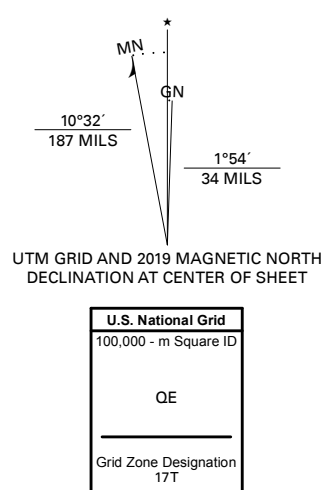 ★
MN
GN
10°32´
187 MILS
1°54´
34 MILS
UTM GRID AND 2019 MAGNETIC NORTH
DECLINATION AT CENTER OF SHEET
U.S. National Grid
100,000 - m Square ID
QE
Grid Zone Designation
17T